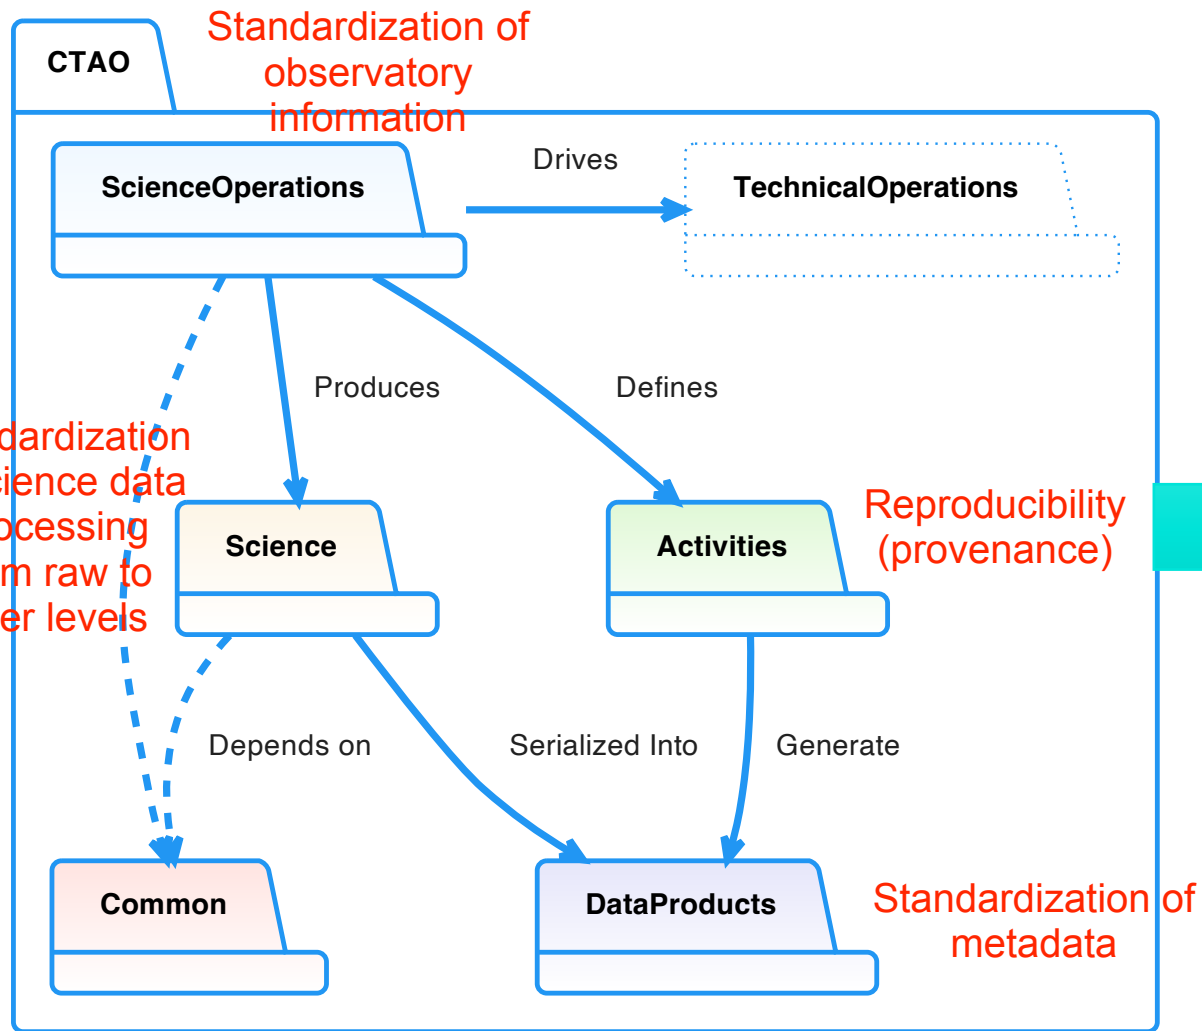 CTAO
Standardization of
observatory
information
ScienceOperations
Drives
TechnicalOperations
Produces
Defines
dardization
cience data
ocessing
m raw to
er levels
Science
Activities
Reproducibility
(provenance)
Depends on
Serialized Into
Generate
Common
DataProducts
Standardization of
metadata